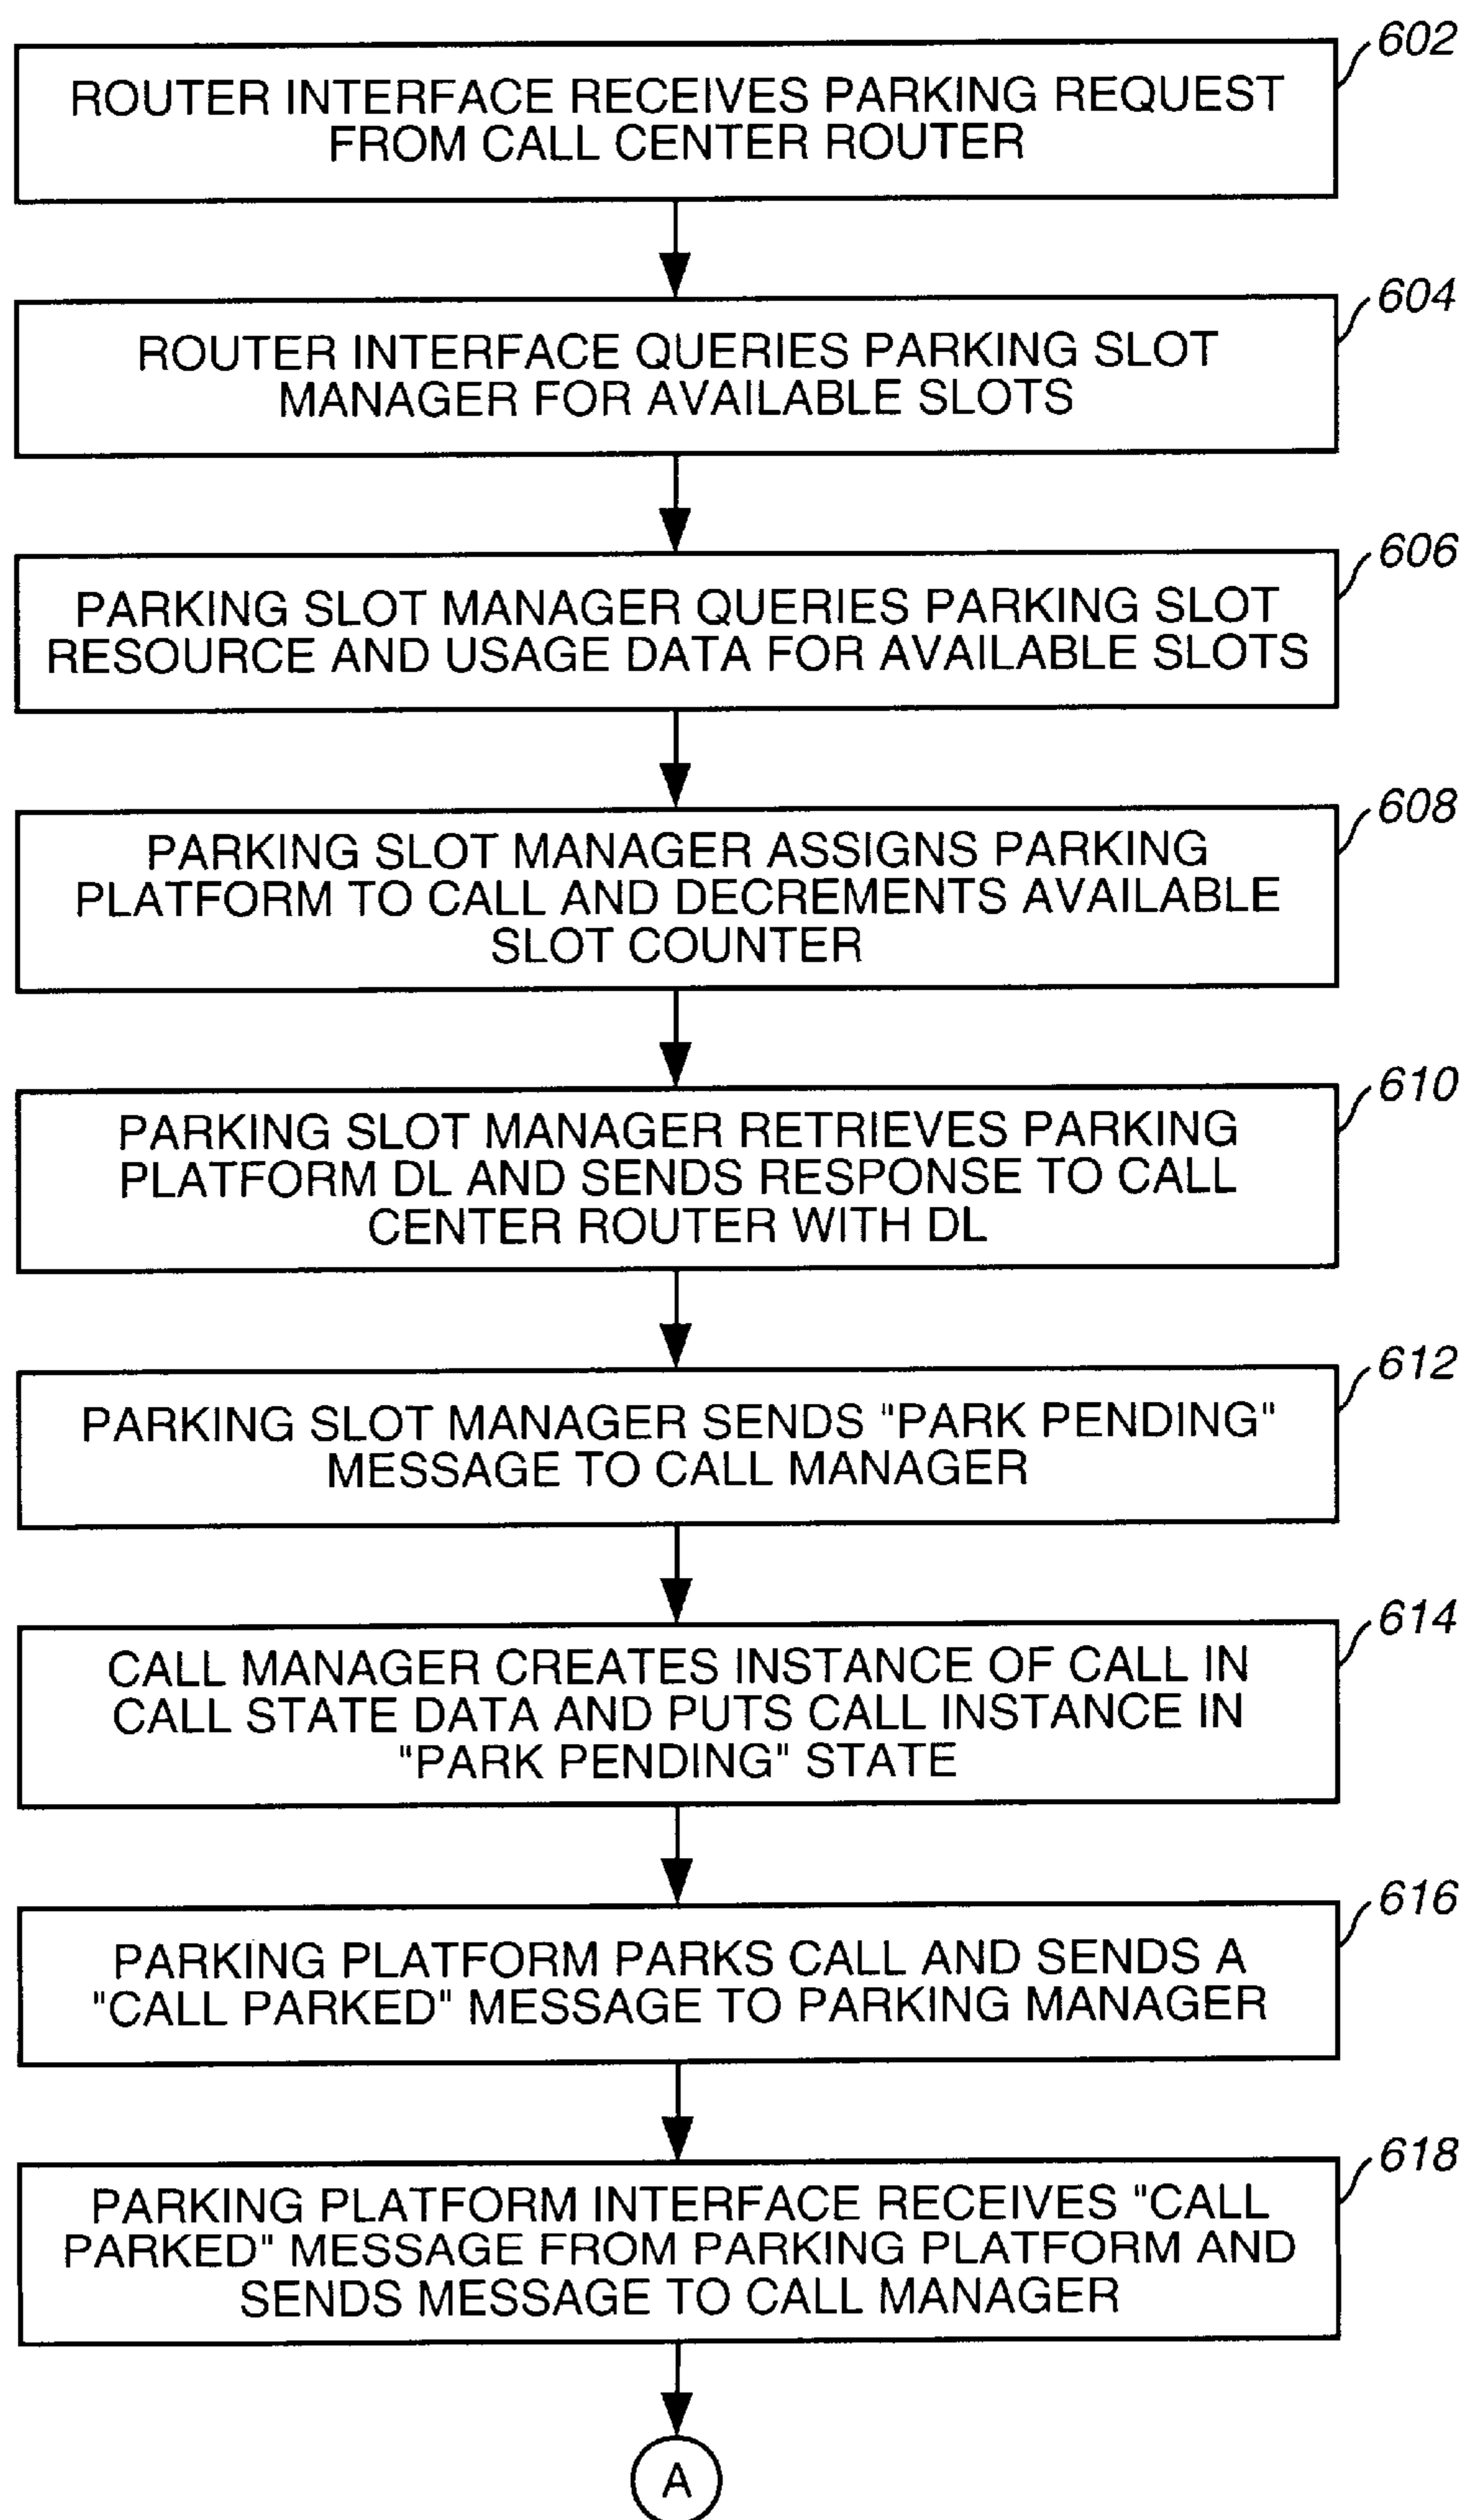 602
ROUTER INTERFACE RECEIVES PARKING REQUEST
FROM CALL CENTER ROUTER
604
ROUTER INTERFACE QUERIES PARKING SLOT
MANAGER FOR AVAILABLE SLOTS
606
PARKING SLOT MANAGER QUERIES PARKING SLOT
RESOURCE AND USAGE DATA FOR AVAILABLE SLOTS
608
PARKING SLOT MANAGER ASSIGNS PARKING
PLATFORM TO CALL AND DECREMENTS AVAILABLE
SLOT COUNTER
610
PARKING SLOT MANAGER RETRIEVES PARKING
PLATFORM DL AND SENDS RESPONSE TO CALL
CENTER ROUTER WITH DL
612
PARKING SLOT MANAGER SENDS "PARK PENDING"
MESSAGE TO CALL MANAGER
614
CALL MANAGER CREATES INSTANCE OF CALL IN
CALL STATE DATA AND PUTS CALL INSTANCE IN
"PARK PENDING" STATE
616
PARKING PLATFORM PARKS CALL AND SENDS A
"CALL PARKED" MESSAGE TO PARKING MANAGER
618
PARKING PLATFORM INTERFACE RECEIVES "CALL
PARKED" MESSAGE FROM PARKING PLATFORM AND
SENDS MESSAGE TO CALL MANAGER
A